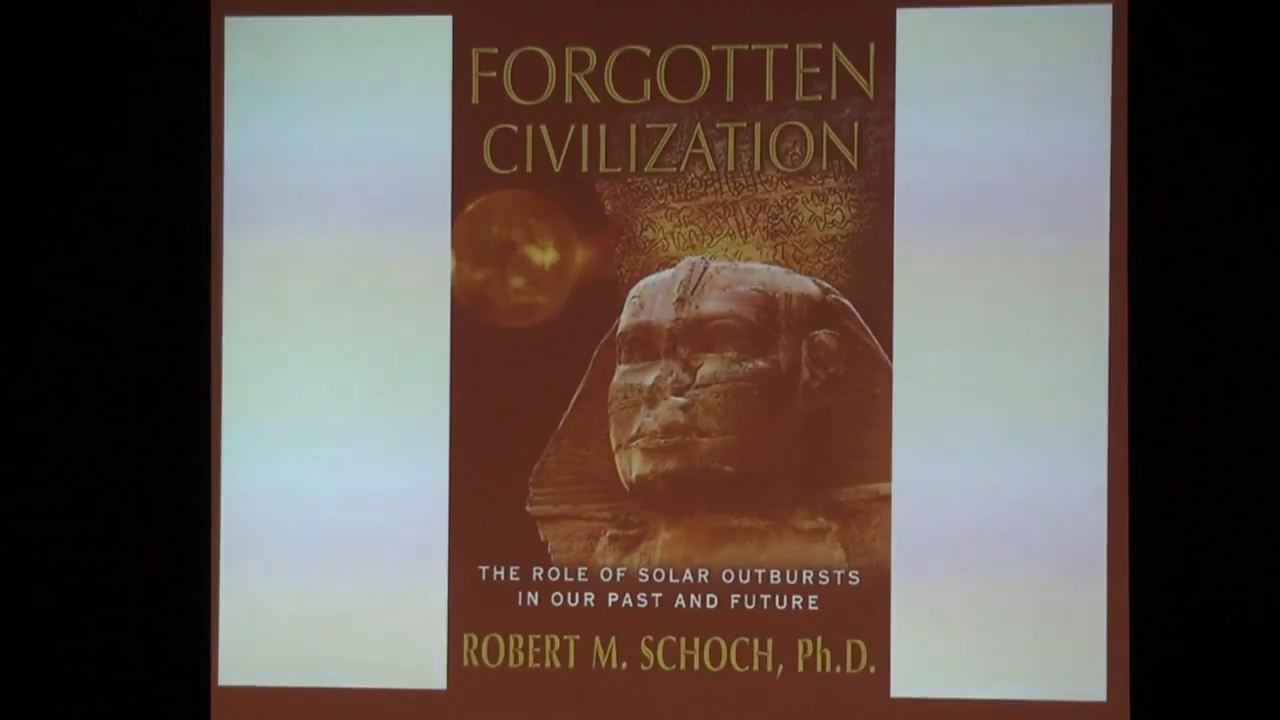 FORGOTTEN
CIVILIZATION
THE ROLE OF SOLAR OUTBURSTS
IN OUR PAST AND FUTURE
ROBERT M. SCHOCH, Ph.D.